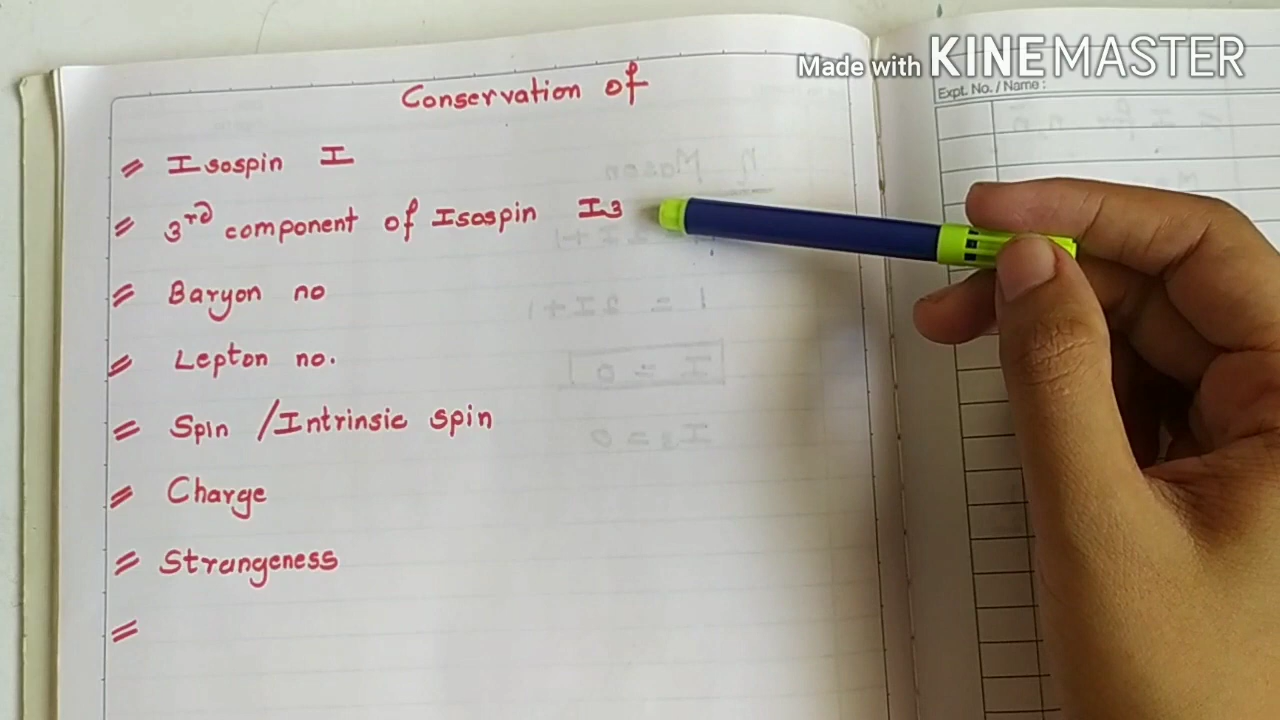 Made with KINEMASTER
Expt. No. / Name :
Conservation of
= Isospin I
= 3rd component of Isospin I3
= Baryon no
= Lepton no.
= Spin / Intrinsic spin
= Charge
= Strangeness
=